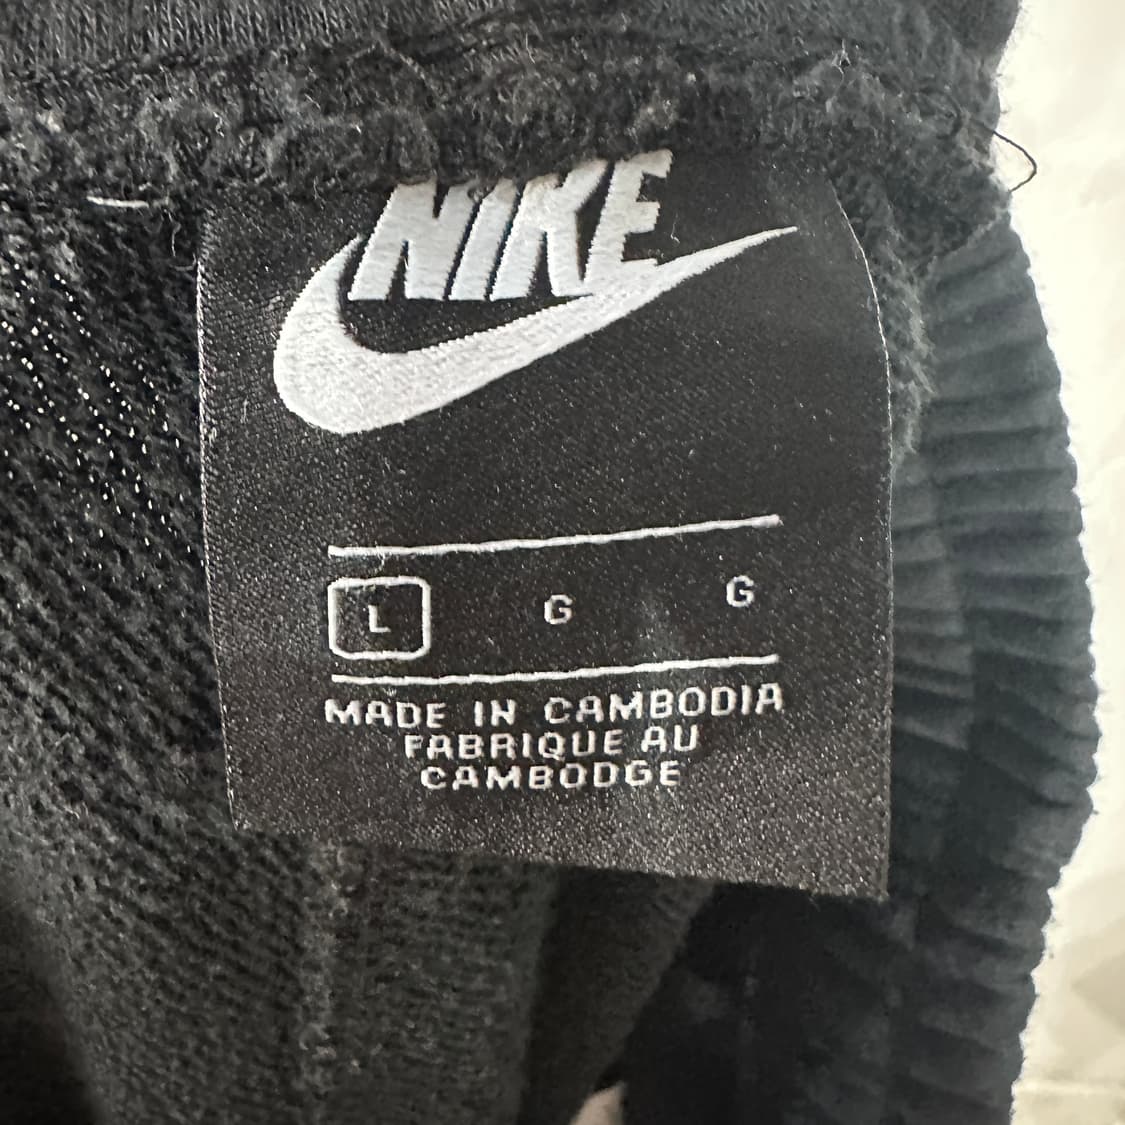 NIKE
L G G
MADE IN CAMBODIA
FABRIQUE AU
CAMBODGE